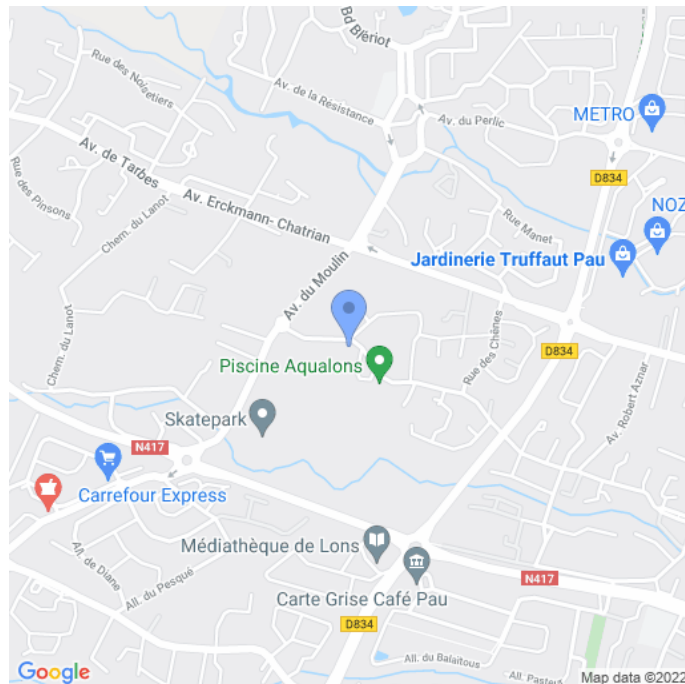 Bd Blériot
Rue des Noisetiers
Av. de la Résistance
Av. du Perlic
METRO
Av. de Tarbes
D834
Rue des Pinsons
Chem. du Lanot
Av. Erckmann- Chatrian
Rue Manet
NOZ
Jardinerie Truffaut Pau
Av. du Moulin
Chem. du Lanot
Rue des Chênes
D834
Piscine Aqualons
Av. Robert Aznar
Skatepark
N417
Carrefour Express
Médiathèque de Lons
All. de Diane
All. du Pesqué
N417
Carte Grise Café Pau
D834
All. du Balaïtous
All. Pasteur
Google
Map data ©2022